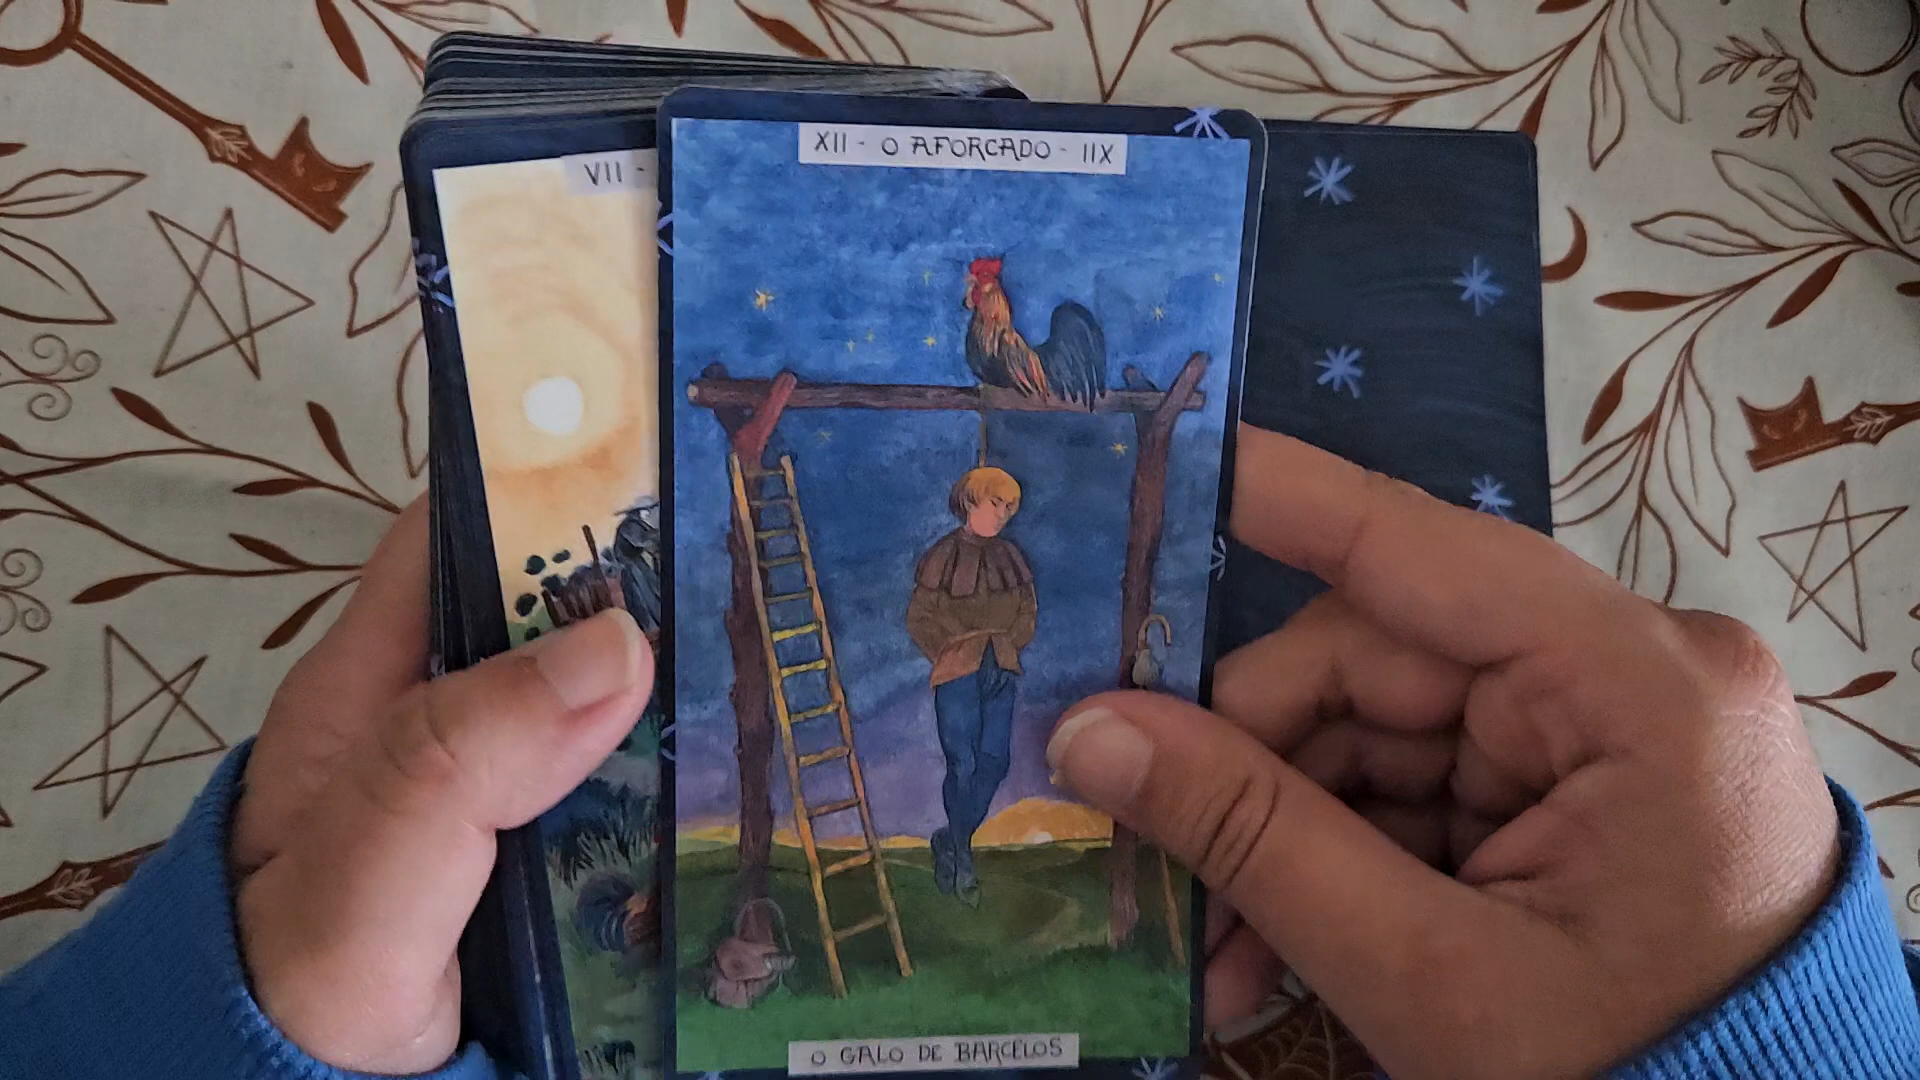 VII -
XII - O AFORCADO - IIX
O GALO DE BARCELOS